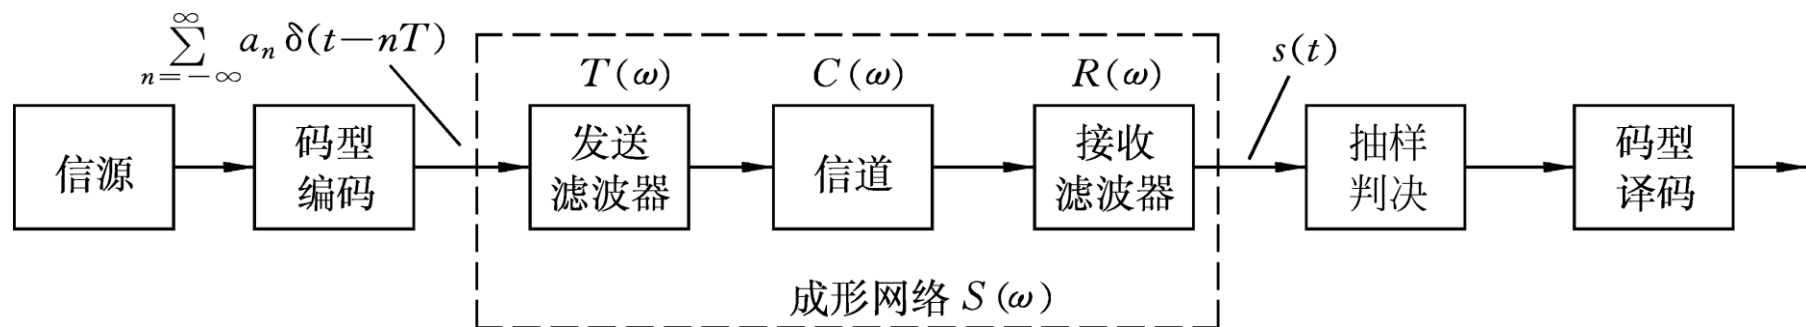 ∞
∑ aₙ δ(t−nT)
n=−∞
s(t)
T(ω)
C(ω)
R(ω)
信源
码型
编码
发送
滤波器
信道
接收
滤波器
抽样
判决
码型
译码
成形网络 S(ω)